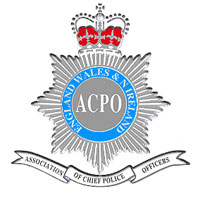 ENGLAND WALES & N IRELAND
ACPO
ASSOCIATION OF CHIEF POLICE OFFICERS